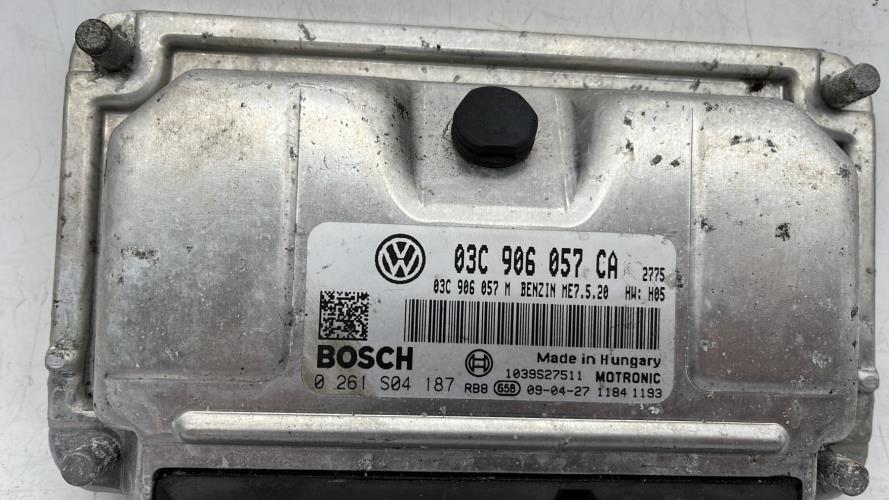 03C 906 057 CA 2775
03C 906 057 M BENZIN ME7.5.20 HW: H05
BOSCH Made in Hungary
1039S27511 MOTRONIC
0 261 S04 187 RB8 658 09-04-27 1184 1193